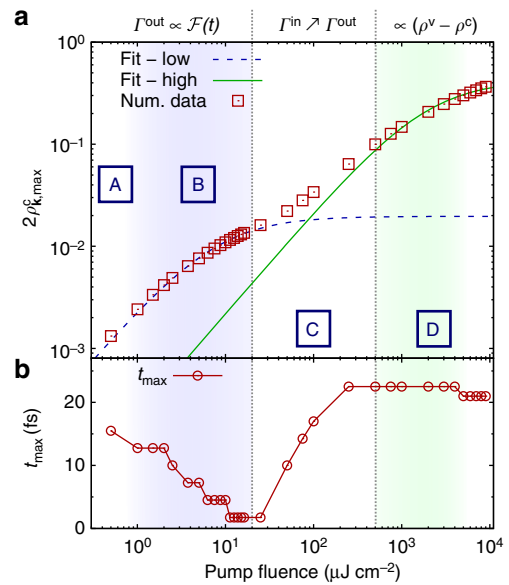 a
Γout ∝ ℱ(t)
Γin ↗ Γout
∝ (ρv − ρc)
10⁰
Fit – low
Fit – high
Num. data
10⁻¹
2ρck,max
A
B
10⁻²
C
D
10⁻³
b
tmax
20
tmax (fs)
10
0
10⁰ 10¹ 10² 10³ 10⁴
Pump fluence (μJ cm⁻²)